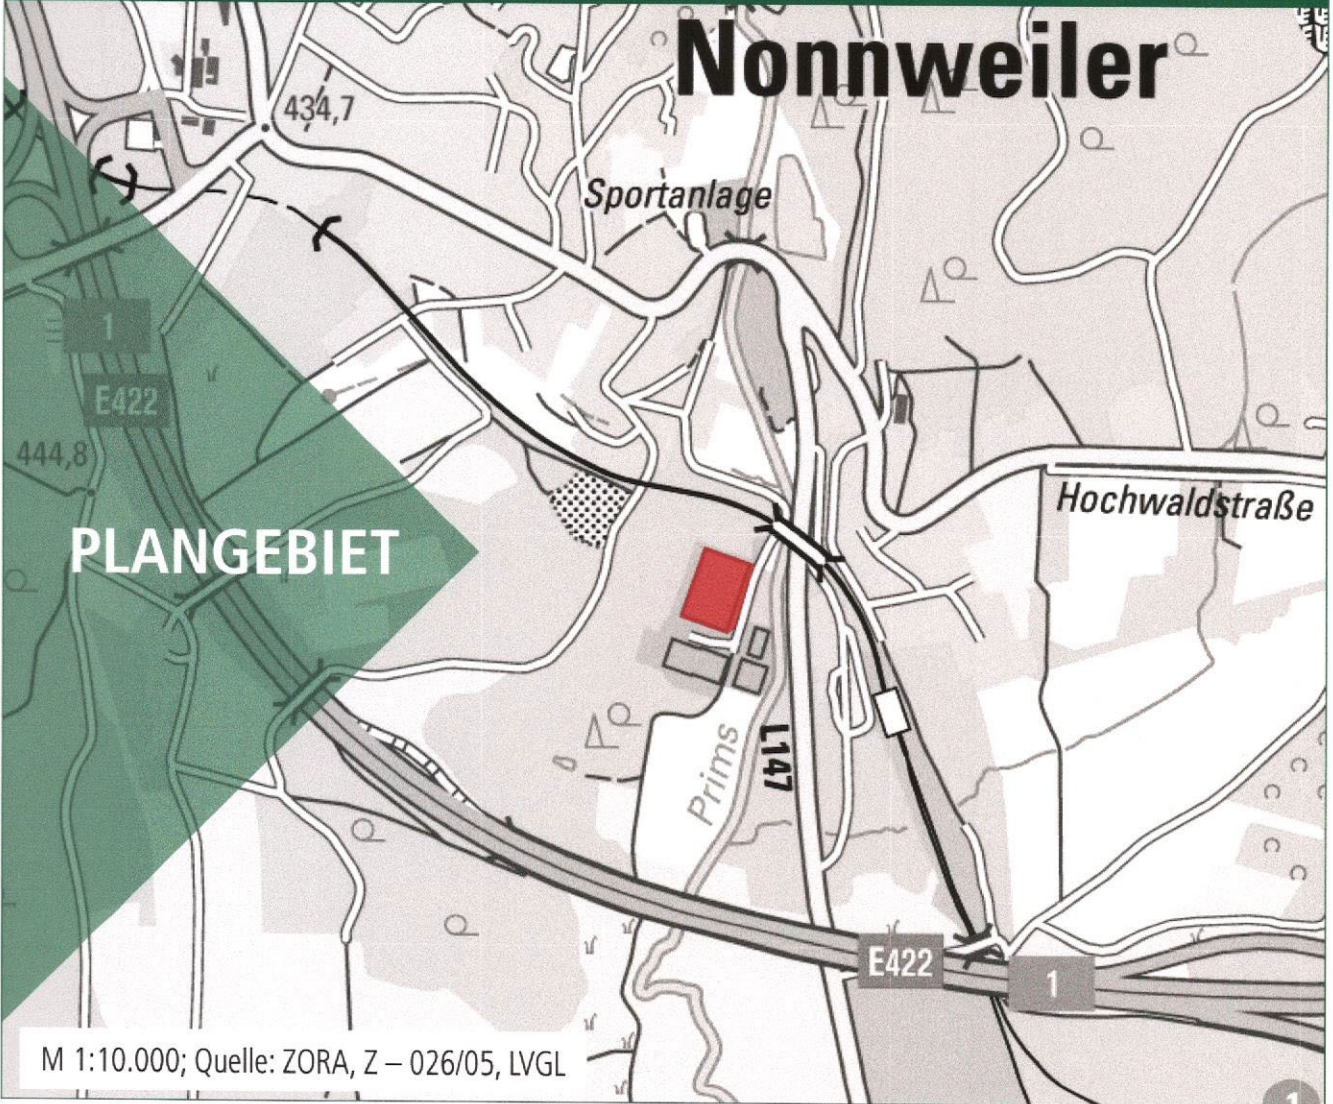 Nonnweiler
434,7
Sportanlage
1
E422
444,8
Hochwaldstraße
PLANGEBIET
Prims
L147
E422
1
M 1:10.000; Quelle: ZORA, Z – 026/05, LVGL
1